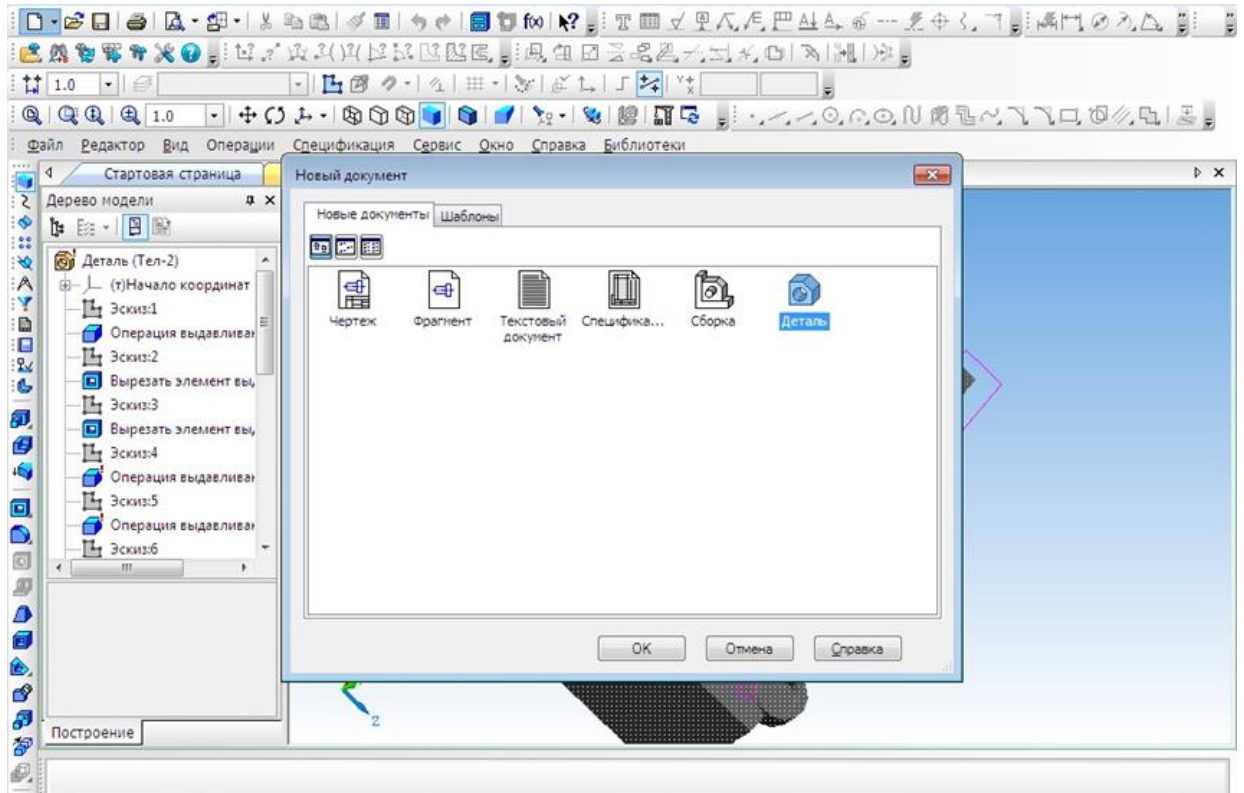 1.0
1.0
Файл Редактор Вид Операции Спецификация Сервис Окно Справка Библиотеки
Стартовая страница
Дерево модели
Деталь (Тел-2)
(т)Начало координат
Эскиз:1
Операция выдавливан
Эскиз:2
Вырезать элемент вы
Эскиз:3
Вырезать элемент вы
Эскиз:4
Операция выдавливан
Эскиз:5
Операция выдавливан
Эскиз:6
Построение
Новый документ
Новые документы Шаблоны
Чертеж Фрагмент Текстовый документ Специфика... Сборка Деталь
OK Отмена Справка
z